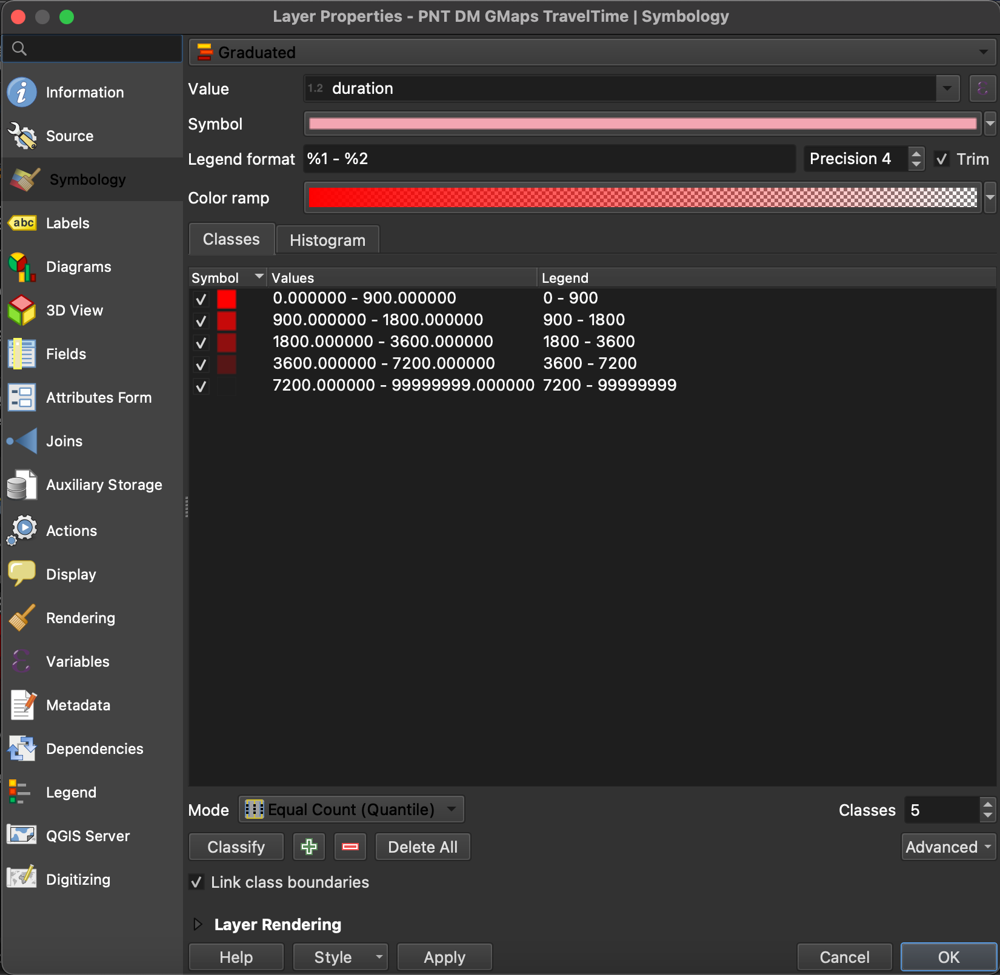 Layer Properties - PNT DM GMaps TravelTime | Symbology
Graduated
Information
Source
Symbology
Labels
Diagrams
3D View
Fields
Attributes Form
Joins
Auxiliary Storage
Actions
Display
Rendering
Variables
Metadata
Dependencies
Legend
QGIS Server
Digitizing
abc
Value 1.2 duration
Symbol
Legend format %1 - %2 Precision 4 Trim
Color ramp
Classes Histogram
Symbol Values Legend
0.000000 - 900.000000 0 - 900
900.000000 - 1800.000000 900 - 1800
1800.000000 - 3600.000000 1800 - 3600
3600.000000 - 7200.000000 3600 - 7200
7200.000000 - 99999999.000000 7200 - 99999999
Mode Equal Count (Quantile) Classes 5
Classify Delete All Advanced
Link class boundaries
Layer Rendering
Help Style Apply Cancel OK